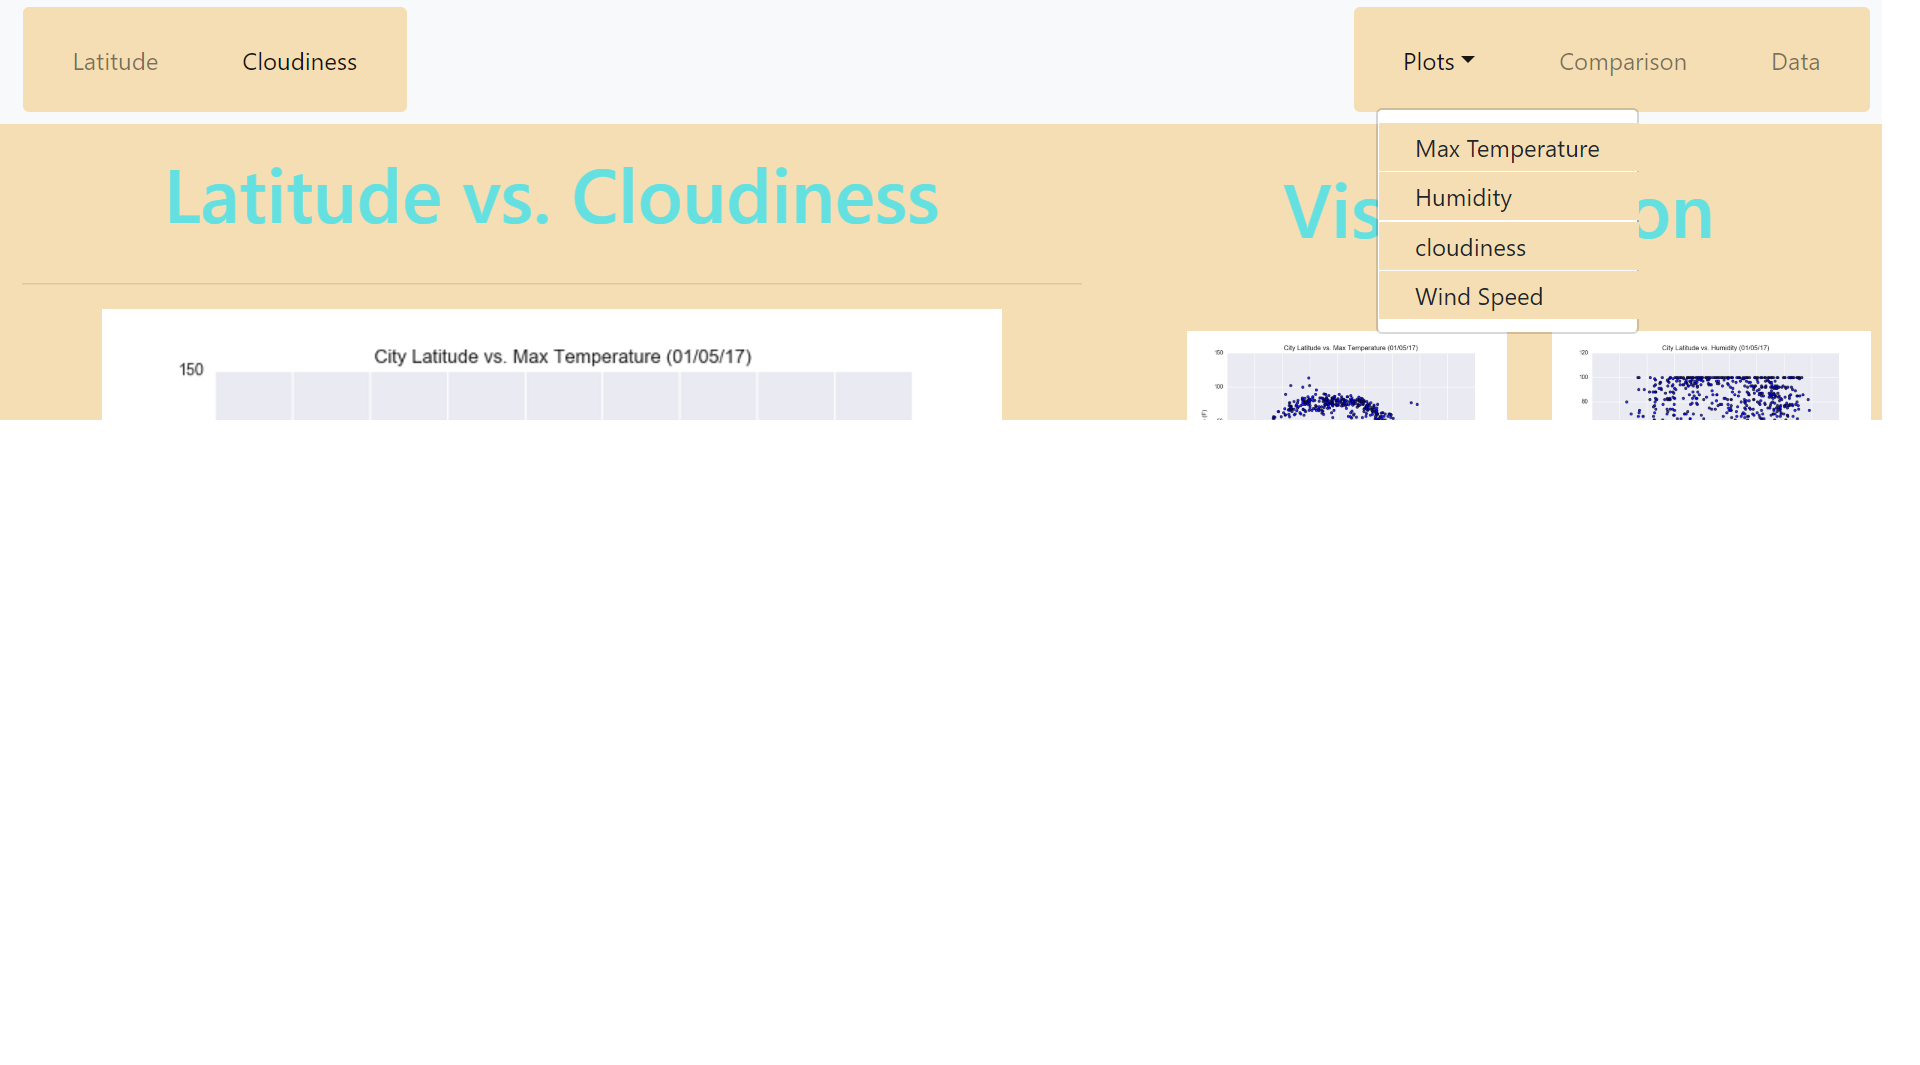 Latitude
Cloudiness
Plots
Comparison
Data
Max Temperature
Humidity
cloudiness
Wind Speed
Latitude vs. Cloudiness
Vis
on
City Latitude vs. Max Temperature (01/05/17)
150
City Latitude vs. Max Temperature (01/05/17)
150
100
City Latitude vs. Humidity (01/05/17)
120
100
80